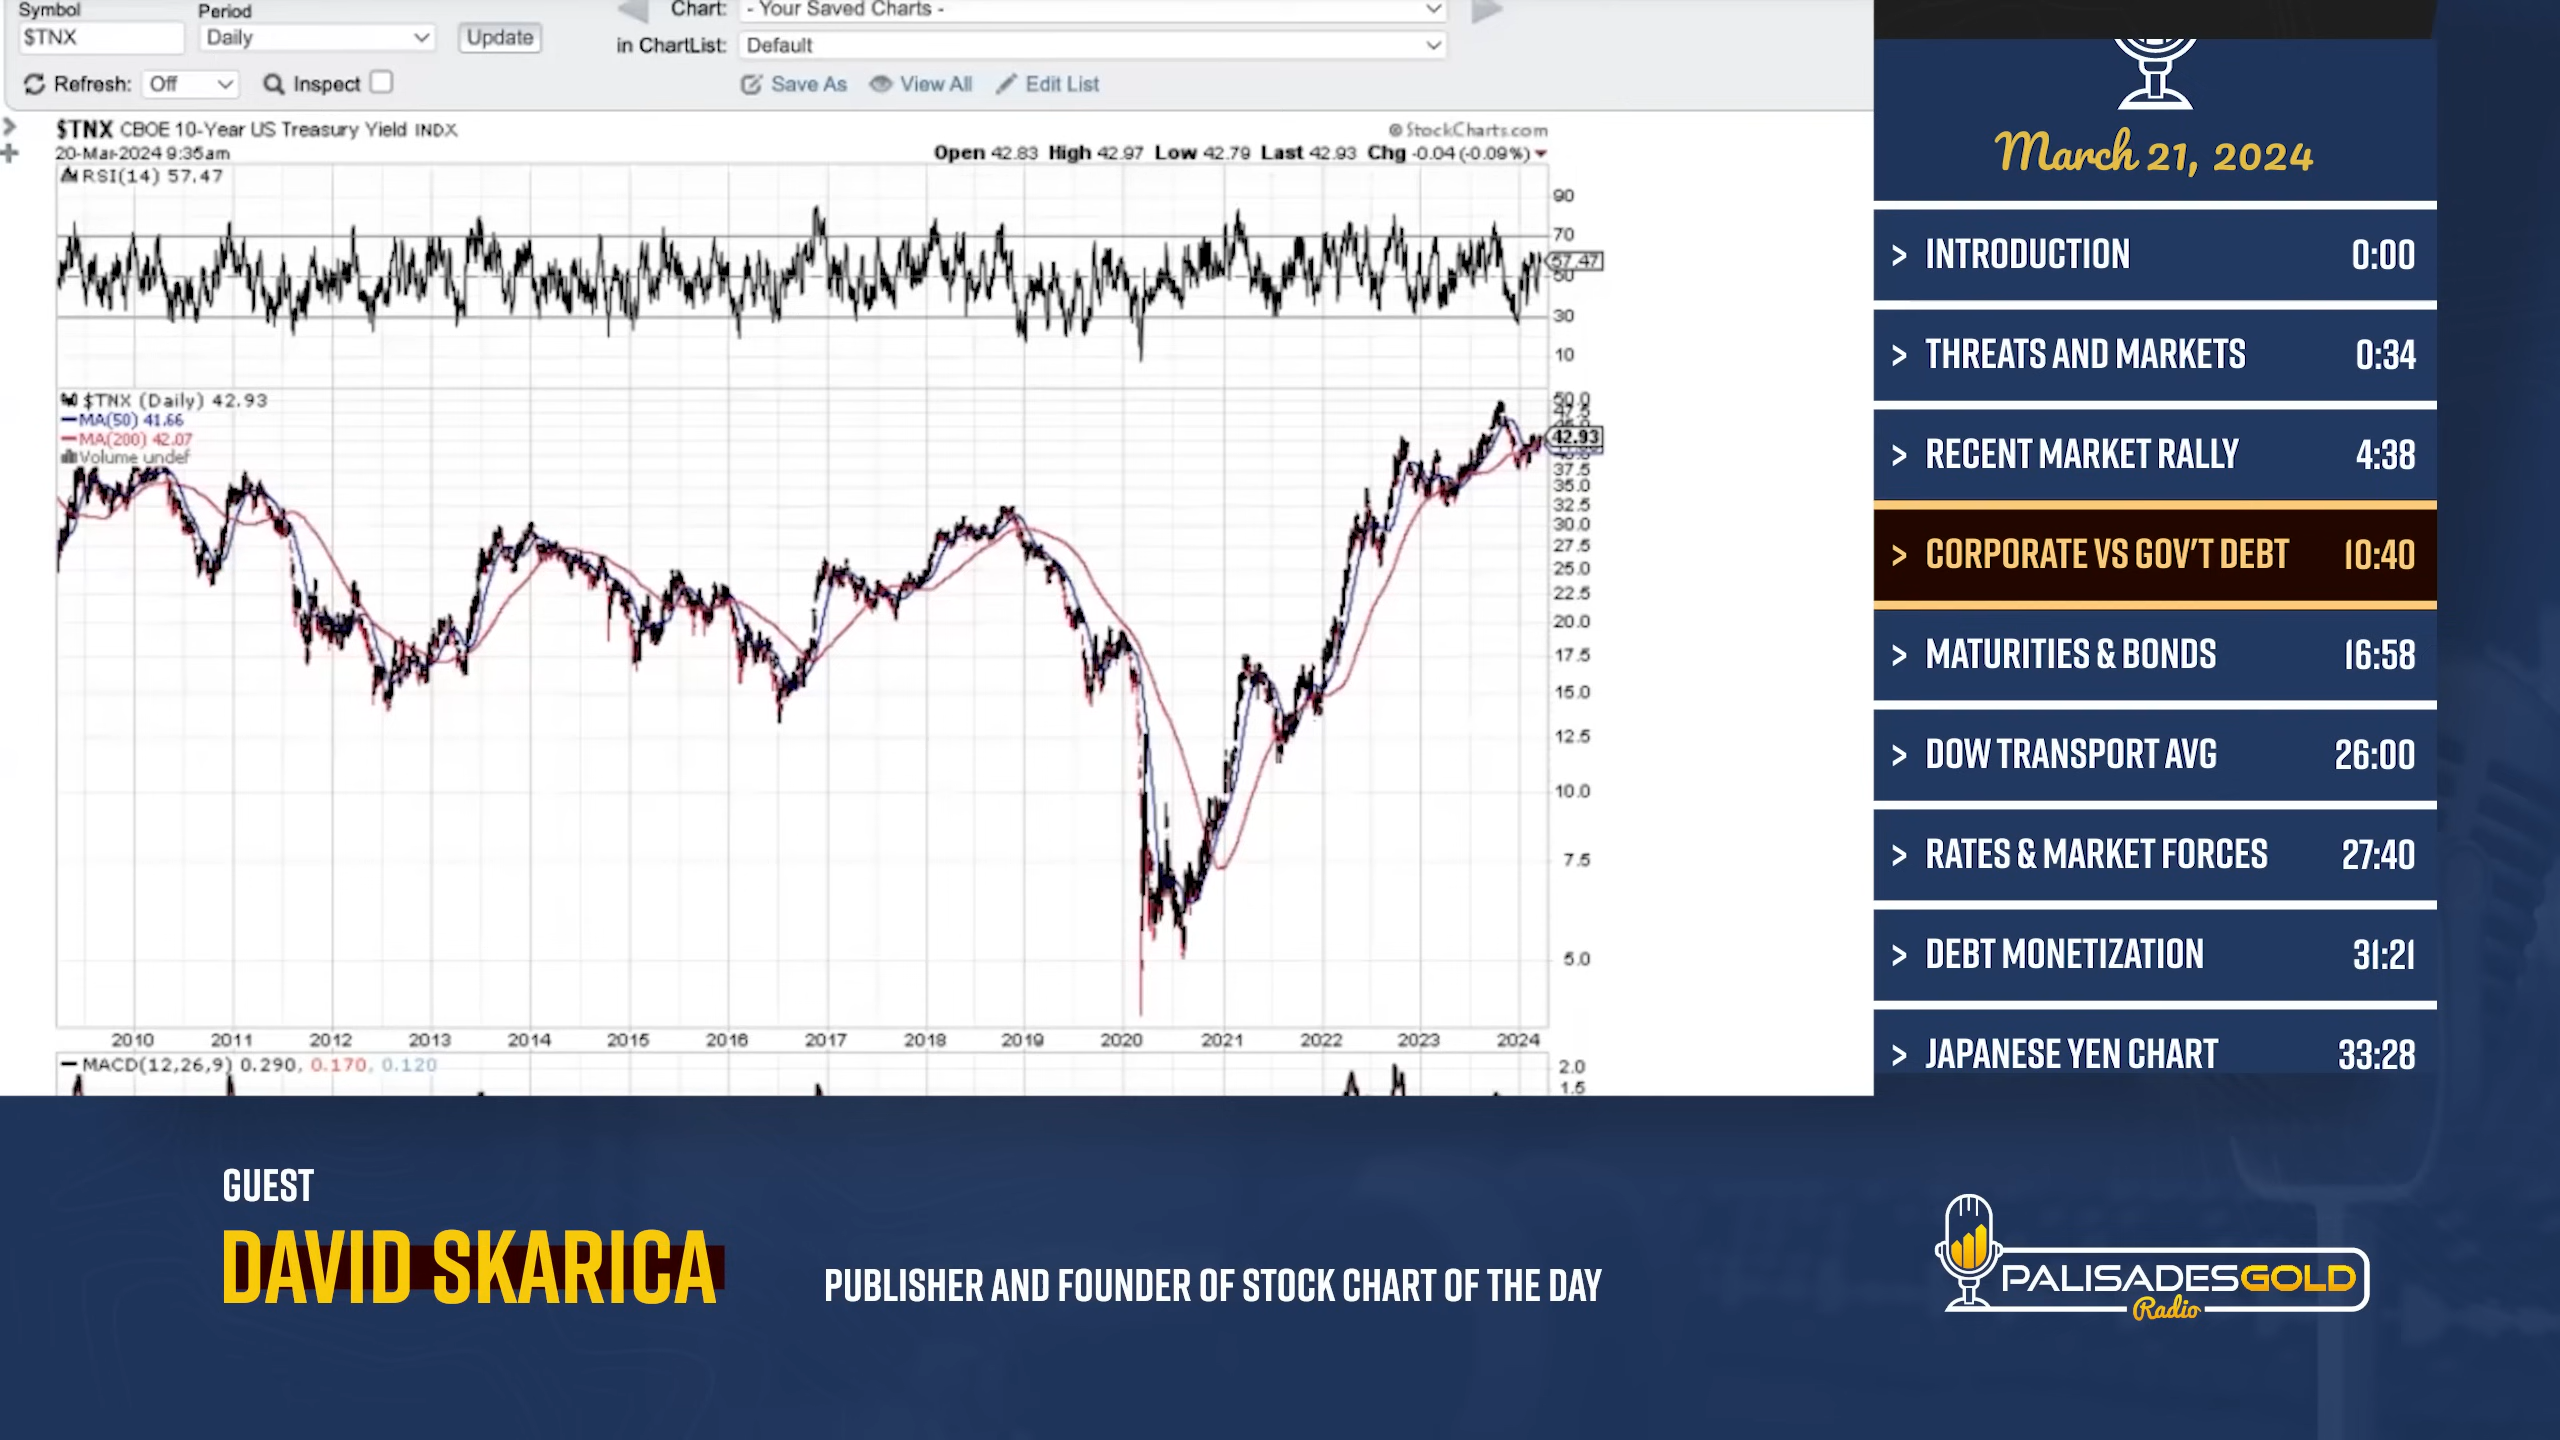 Symbol
Period
Chart:
- Your Saved Charts -
$TNX
Daily
Update
in ChartList:
Default
Refresh:
Off
Inspect
Save As
View All
Edit List
$TNX CBOE 10-Year US Treasury Yield INDX
© StockCharts.com
20-Mar-2024 9:35am
Open 42.83 High 42.97 Low 42.79 Last 42.93 Chg -0.04 (-0.09%)
RSI(14) 57.47
90
70
57.47
50
30
10
$TNX (Daily) 42.93
MA(50) 41.66
MA(200) 42.07
Volume undef
50.0
47.5
42.93
37.5
35.0
32.5
30.0
27.5
25.0
22.5
20.0
17.5
15.0
12.5
10.0
7.5
5.0
2010 2011 2012 2013 2014 2015 2016 2017 2018 2019 2020 2021 2022 2023 2024
MACD(12,26,9) 0.290, 0.170, 0.120
2.0
1.5
March 21, 2024
> INTRODUCTION 0:00
> THREATS AND MARKETS 0:34
> RECENT MARKET RALLY 4:38
> CORPORATE VS GOV'T DEBT 10:40
> MATURITIES & BONDS 16:58
> DOW TRANSPORT AVG 26:00
> RATES & MARKET FORCES 27:40
> DEBT MONETIZATION 31:21
> JAPANESE YEN CHART 33:28
GUEST
DAVID SKARICA
PUBLISHER AND FOUNDER OF STOCK CHART OF THE DAY
PALISADESGOLD
Radio